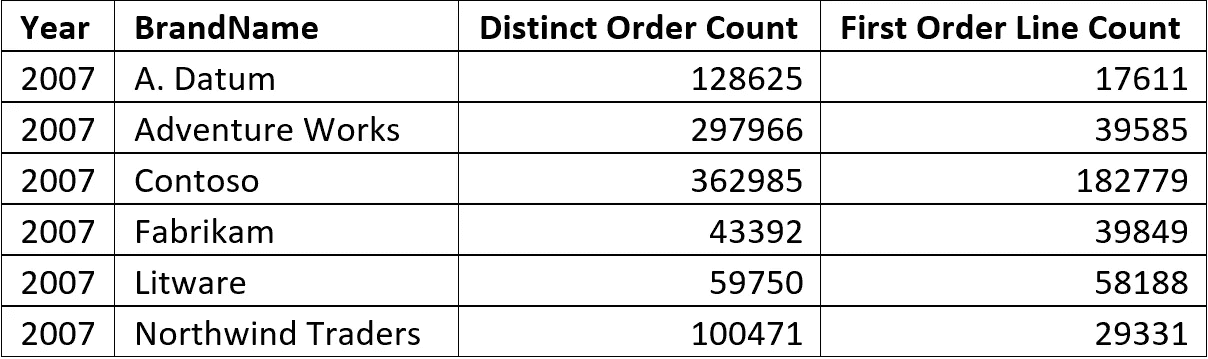 Year BrandName Distinct Order Count First Order Line Count
2007 A. Datum 128625 17611
2007 Adventure Works 297966 39585
2007 Contoso 362985 182779
2007 Fabrikam 43392 39849
2007 Litware 59750 58188
2007 Northwind Traders 100471 29331